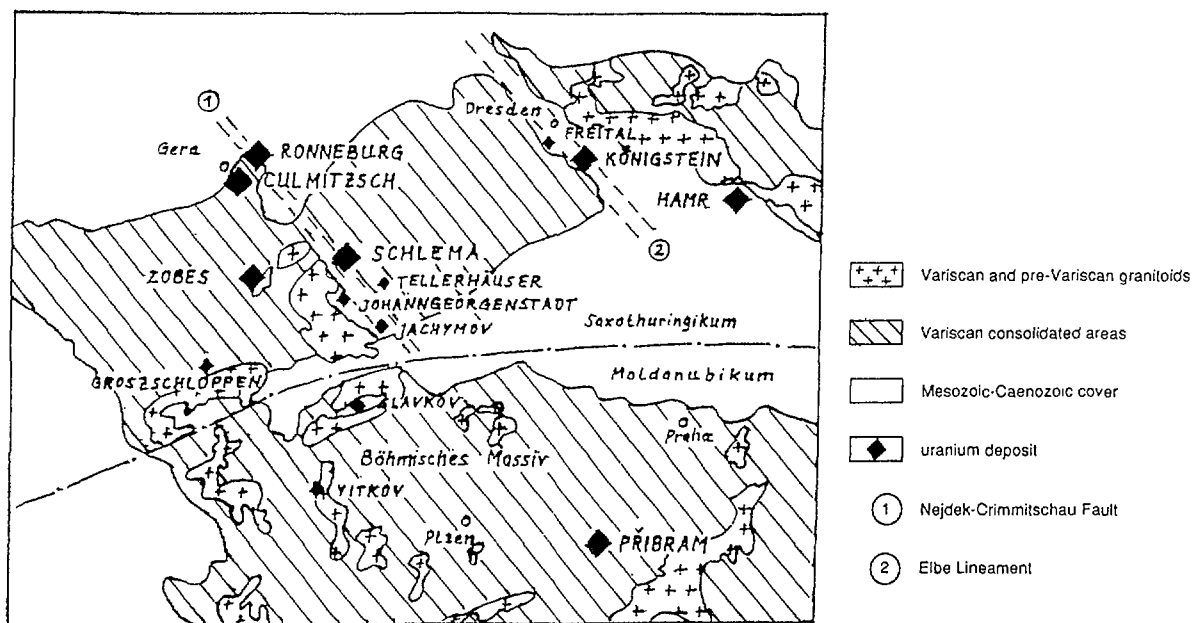 1
Dresden
FREITAL
Gera
RONNEBURG
KÖNIGSTEIN
CULMITZSCH
HAMR
SCHLEMA
2
ZOBES
TELLERHÄUSER
JOHANNGEORGENSTADT
JACHYMOV
Saxothuringikum
Moldanubikum
GROSZSCHLOPPEN
SLAVKOV
Praha
Böhmisches Massiv
VITKOV
Plzen
PŘIBRAM
Variscan and pre-Variscan granitoids
Variscan consolidated areas
Mesozoic-Caenozoic cover
uranium deposit
1 Nejdek-Crimmitschau Fault
2 Elbe Lineament